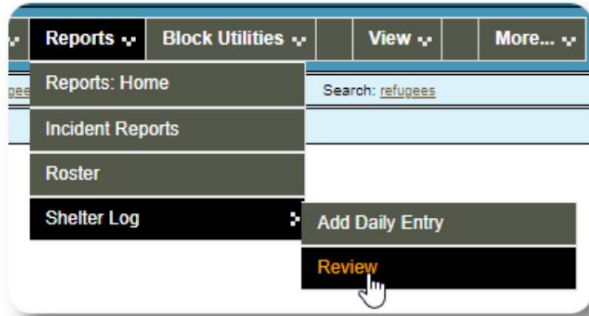 Reports Block Utilities View More...
Reports: Home
Search: refugees
Incident Reports
Roster
Shelter Log
Add Daily Entry
Review